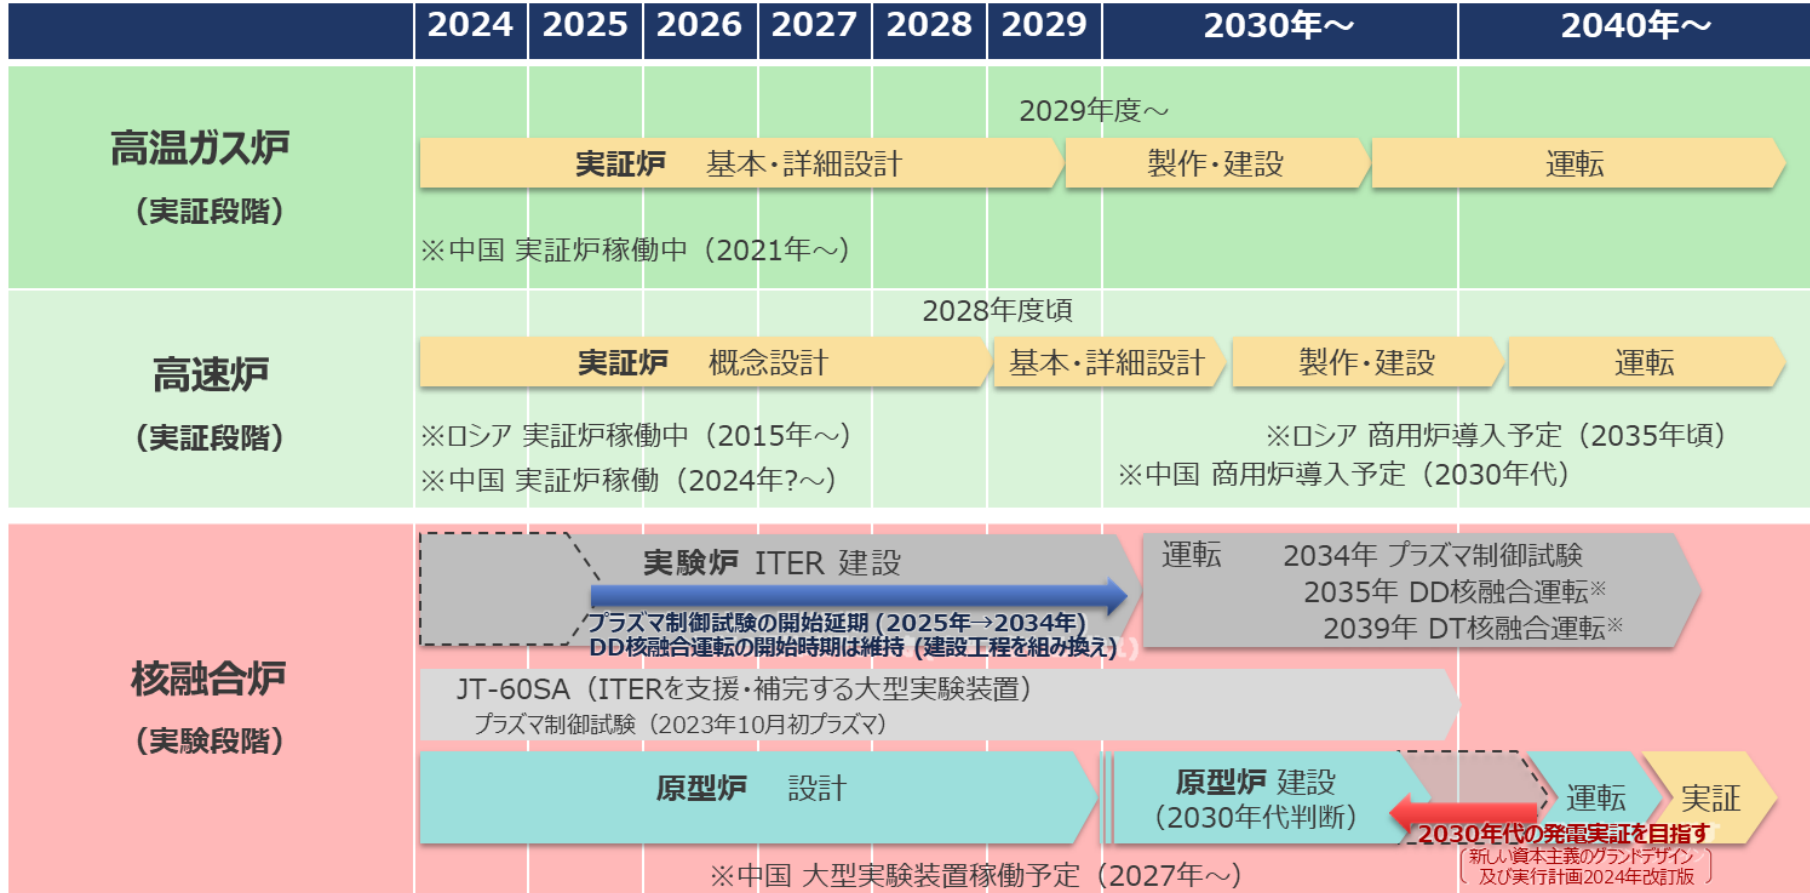 2024 2025 2026 2027 2028 2029 2030年～ 2040年～
高温ガス炉
（実証段階）
2029年度～
実証炉 基本・詳細設計 製作・建設 運転
※中国 実証炉稼働中（2021年～）
高速炉
（実証段階）
2028年度頃
実証炉 概念設計 基本・詳細設計 製作・建設 運転
※ロシア 実証炉稼働中（2015年～） ※ロシア 商用炉導入予定（2035年頃）
※中国 実証炉稼働（2024年?～） ※中国 商用炉導入予定（2030年代）
核融合炉
（実験段階）
実験炉 ITER 建設
プラズマ制御試験の開始延期 (2025年→2034年)
DD核融合運転の開始時期は維持 (建設工程を組み換え)
運転 2034年 プラズマ制御試験
2035年 DD核融合運転※
2039年 DT核融合運転※
JT-60SA（ITERを支援・補完する大型実験装置）
プラズマ制御試験（2023年10月初プラズマ）
原型炉 設計
原型炉 建設
（2030年代判断）
運転 実証
2030年代の発電実証を目指す
新しい資本主義のグランドデザイン
及び実行計画2024年改訂版
※中国 大型実験装置稼働予定（2027年～）